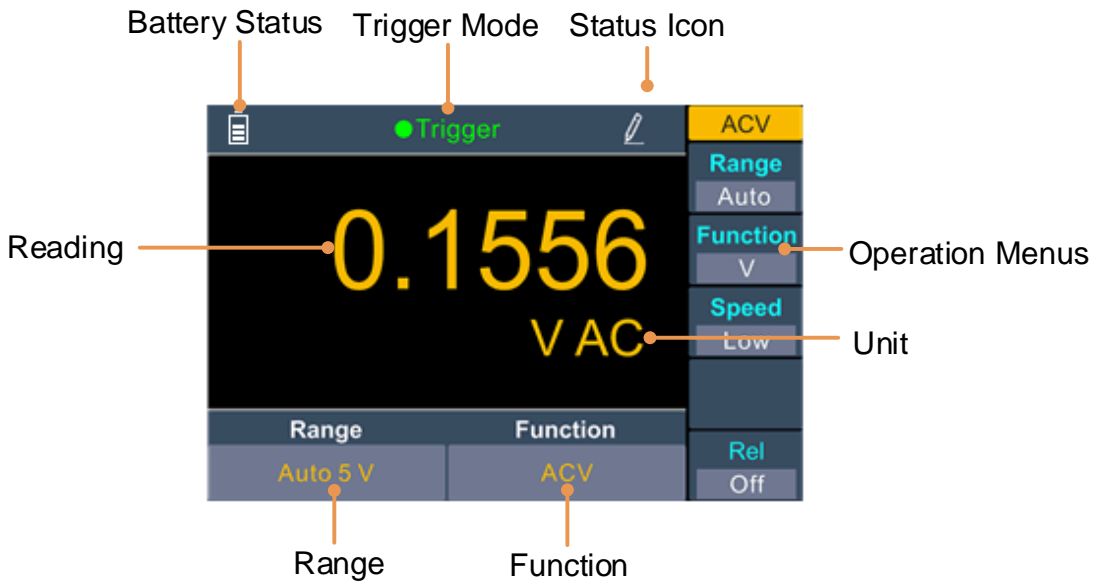 Battery Status
Trigger Mode
Status Icon
Trigger
ACV
Range
Auto
Reading
0.1556
Function
V
Operation Menus
Speed
Low
V AC
Unit
Range
Function
Auto 5 V
ACV
Rel
Off
Range
Function